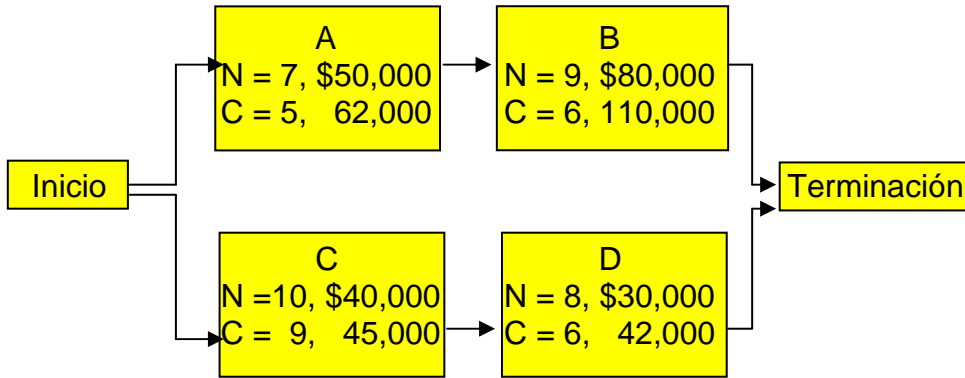 A
N = 7, $50,000
C = 5, 62,000
B
N = 9, $80,000
C = 6, 110,000
Inicio
Terminación
C
N =10, $40,000
C = 9, 45,000
D
N = 8, $30,000
C = 6, 42,000